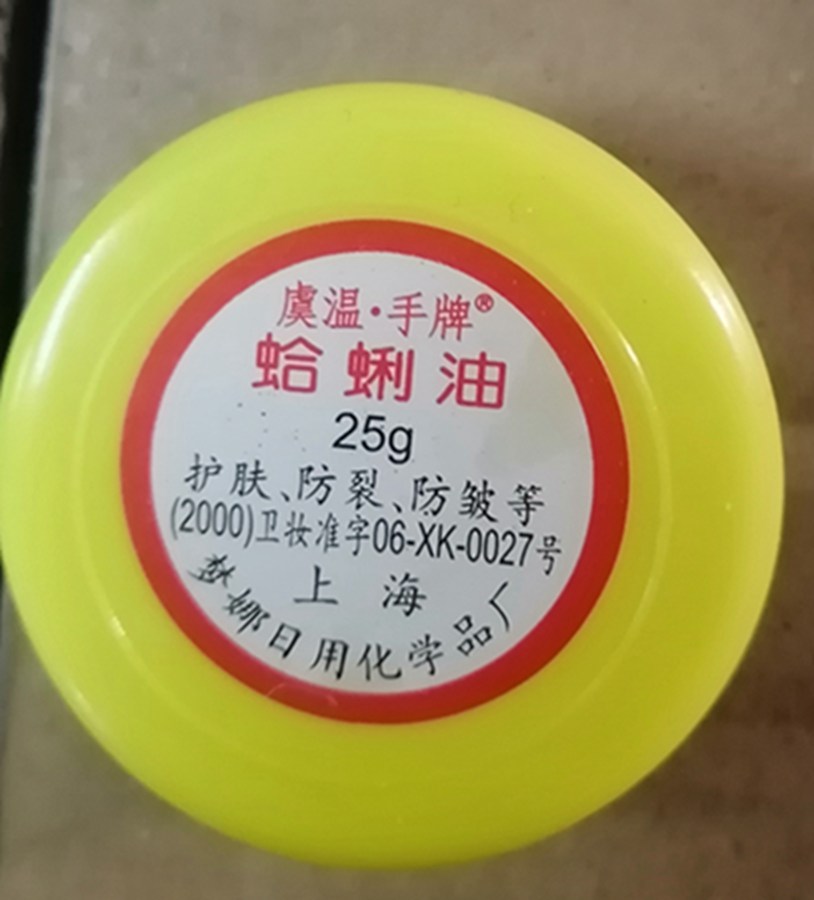 虞温·手牌®
蛤蜊油
25g
护肤、防裂、防皱等
(2000)卫妆准字06-XK-0027号
上海
娜日用化学品厂